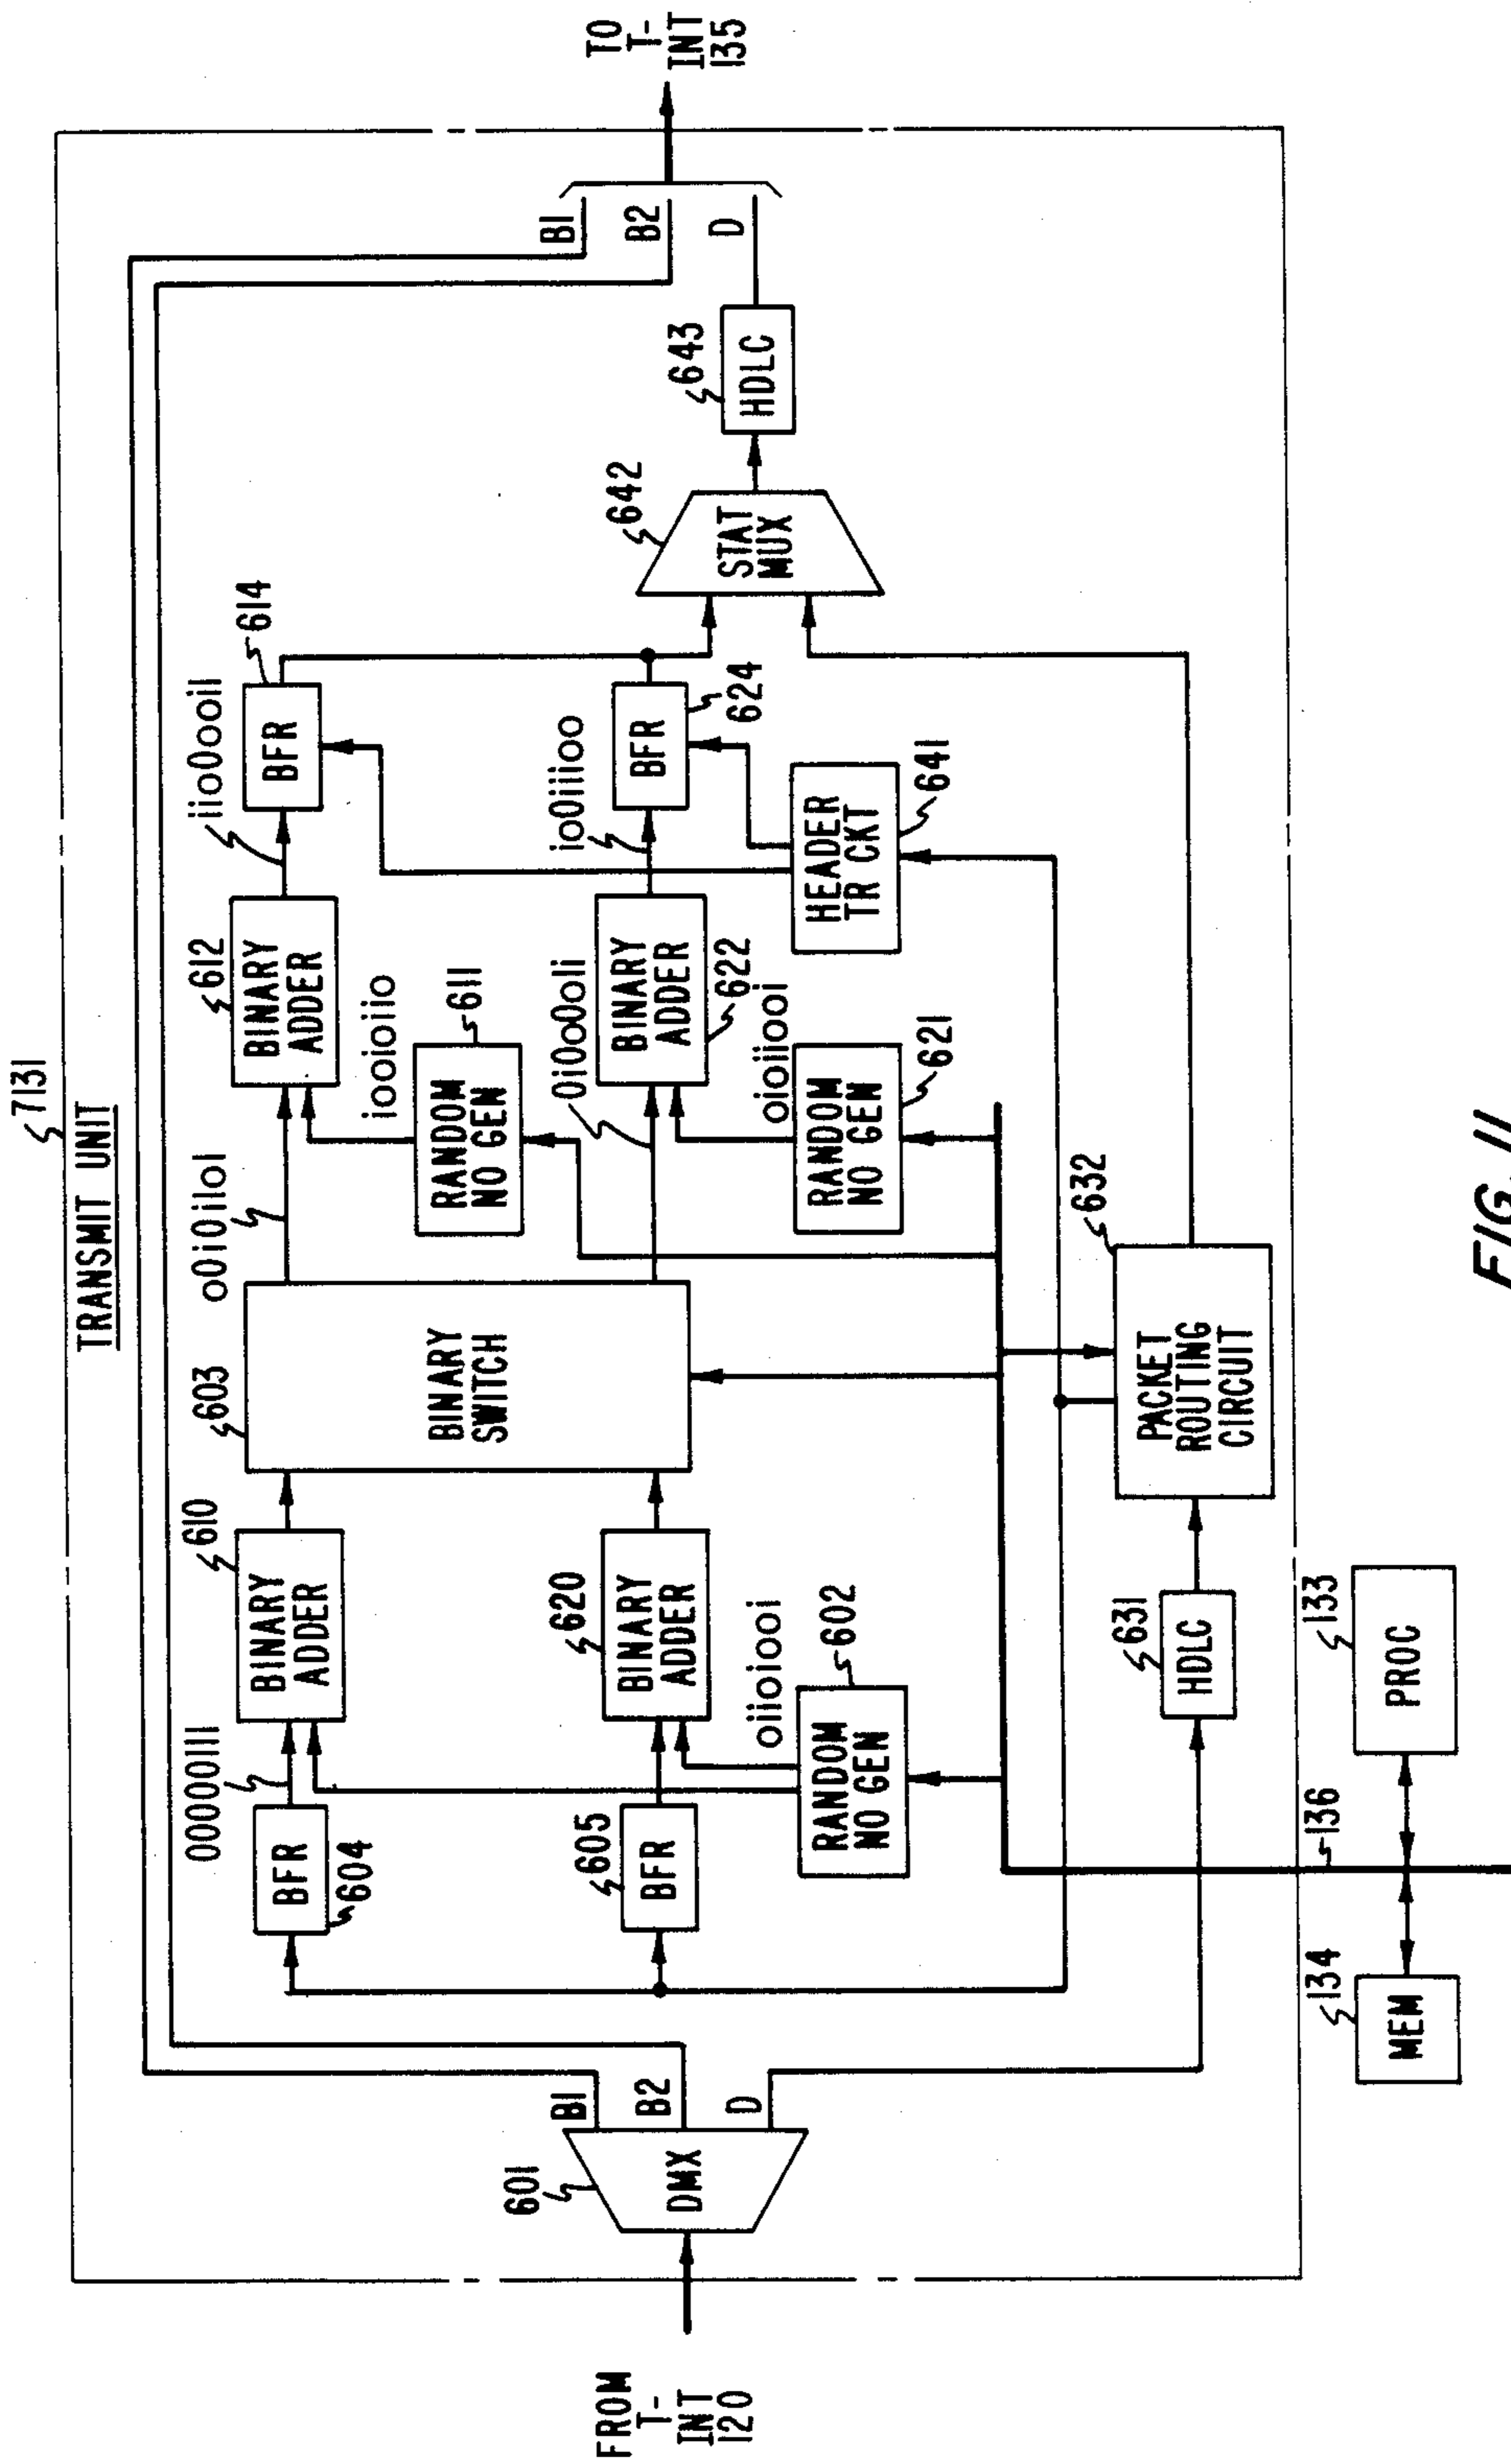 7131
TRANSMIT UNIT
FROM
T-
INT
120
601
DMX
B1
B2
D
BFR
604
00000111
605
BFR
610
BINARY
ADDER
620
BINARY
ADDER
oiioiooi
RANDOM
NO GEN
602
603
BINARY
SWITCH
o0i0i1o1
iooioiio
RANDOM
NO GEN
611
612
BINARY
ADDER
0i0o0o1i
BINARY
ADDER
622
oioiiooi
RANDOM
NO GEN
621
iio0ooi1
BFR
614
io0iiioo
BFR
624
HEADER
TR CKT
641
642
STAT
MUX
643
HDLC
B1
B2
D
TO
T-
INT
135
631
HDLC
632
PACKET
ROUTING
CIRCUIT
134
MEM
136
133
PROC
FIG. 11